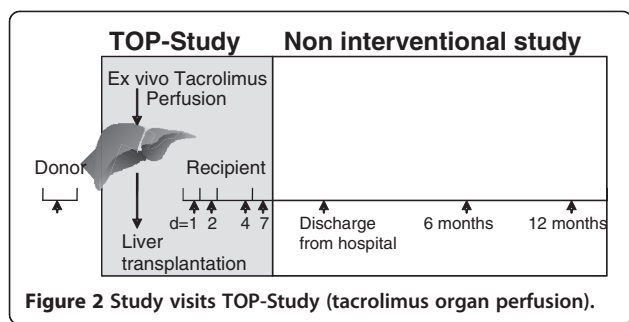 TOP-Study Non interventional study
Ex vivo Tacrolimus
Perfusion
Donor Recipient
d=1 2 4 7
Discharge
from hospital
6 months
12 months
Liver
transplantation
Figure 2 Study visits TOP-Study (tacrolimus organ perfusion).